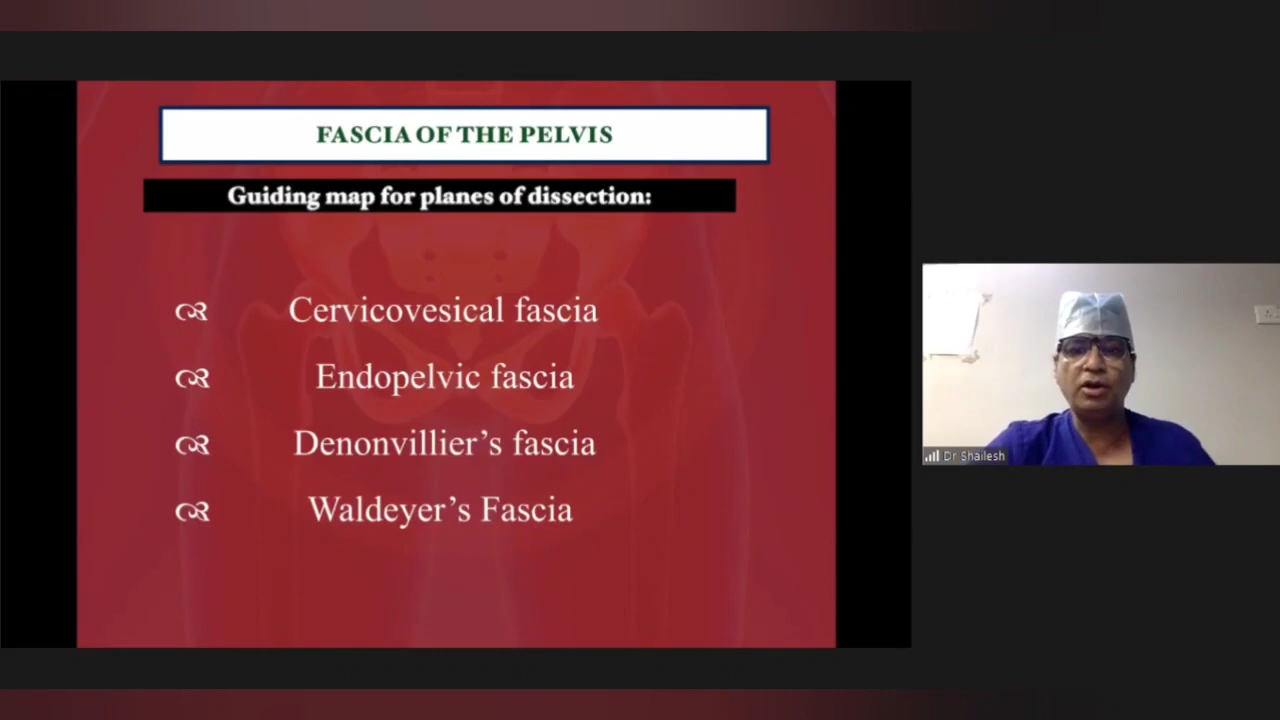 FASCIA OF THE PELVIS
Guiding map for planes of dissection:
Cervicovesical fascia
Endopelvic fascia
Denonvillier’s fascia
Waldeyer’s Fascia
Dr Shailesh